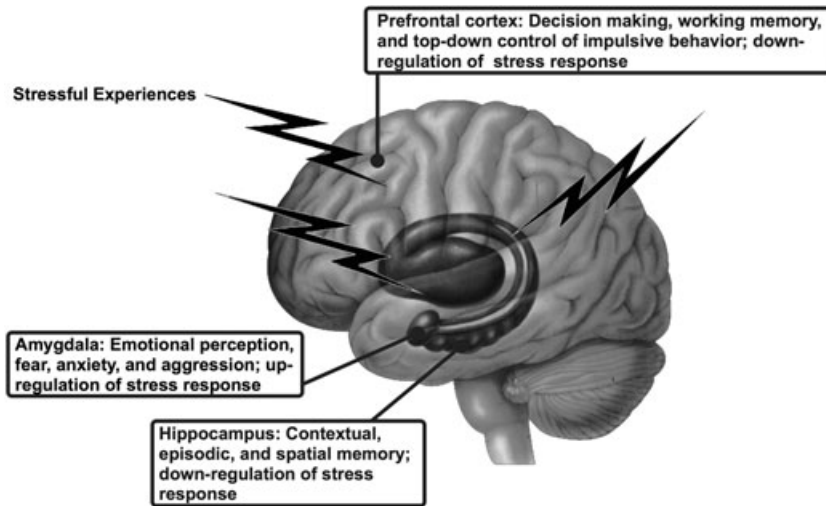 Prefrontal cortex: Decision making, working memory,
and top-down control of impulsive behavior; down-
regulation of stress response
Stressful Experiences
Amygdala: Emotional perception,
fear, anxiety, and aggression; up-
regulation of stress response
Hippocampus: Contextual,
episodic, and spatial memory;
down-regulation of stress
response